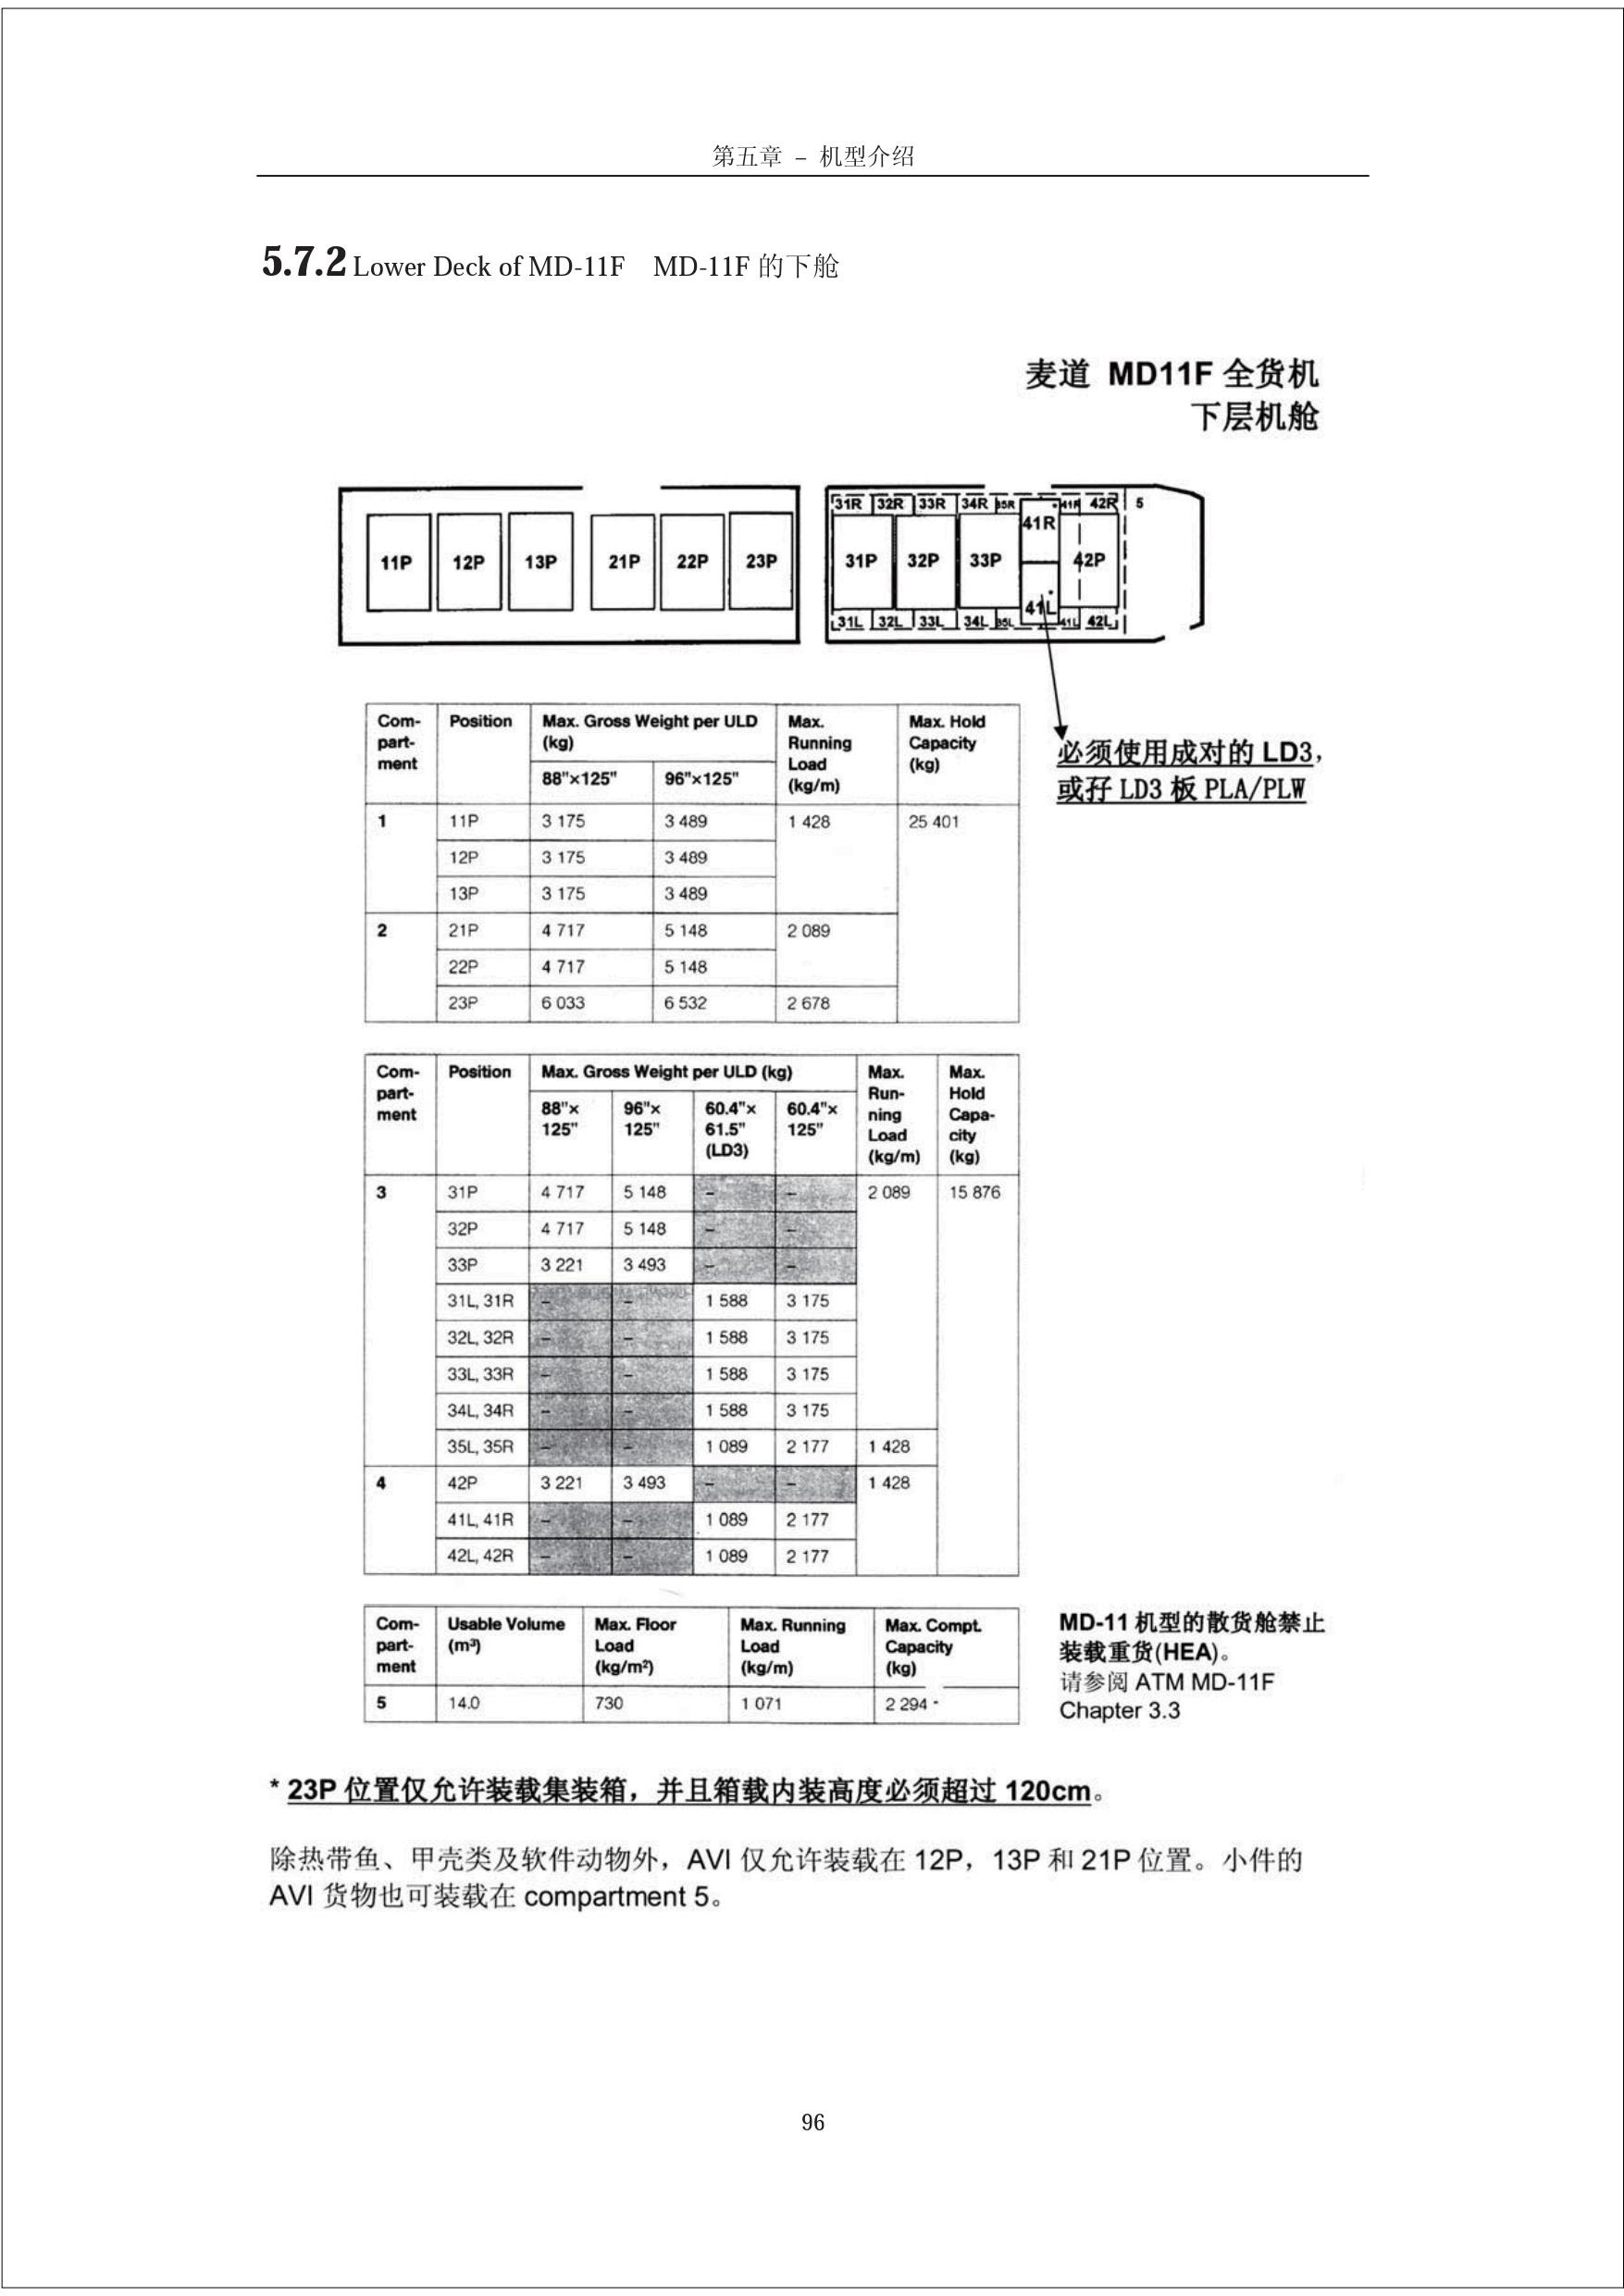 第五章 – 机型介绍
5.7.2 Lower Deck of MD-11F MD-11F 的下舱
麦道 MD11F 全货机
下层机舱
11P 12P 13P 21P 22P 23P
31R 32R 33R 34R 35R 41R 42R 5
41R
31P 32P 33P 42P
41L
31L 32L 33L 34L 35L 41L 42L
必须使用成对的 LD3,
或孖 LD3 板 PLA/PLW
Com-part-ment Position Max. Gross Weight per ULD (kg) Max. Running Load (kg/m) Max. Hold Capacity (kg)
88"×125" 96"×125"
1 11P 3 175 3 489 1 428 25 401
12P 3 175 3 489
13P 3 175 3 489
2 21P 4 717 5 148 2 089
22P 4 717 5 148
23P 6 033 6 532 2 678
Com-part-ment Position Max. Gross Weight per ULD (kg) Max. Run-ning Load (kg/m) Max. Hold Capa-city (kg)
88"× 125" 96"× 125" 60.4"× 61.5" (LD3) 60.4"× 125"
3 31P 4 717 5 148 – – 2 089 15 876
32P 4 717 5 148 – –
33P 3 221 3 493 – –
31L, 31R – – 1 588 3 175
32L, 32R – – 1 588 3 175
33L, 33R – – 1 588 3 175
34L, 34R – – 1 588 3 175
35L, 35R – – 1 089 2 177 1 428
4 42P 3 221 3 493 – – 1 428
41L, 41R – – 1 089 2 177
42L, 42R – – 1 089 2 177
Com-part-ment Usable Volume (m³) Max. Floor Load (kg/m²) Max. Running Load (kg/m) Max. Compt. Capacity (kg)
5 14.0 730 1 071 2 294
MD-11 机型的散货舱禁止
装载重货(HEA)。
请参阅 ATM MD-11F
Chapter 3.3
* 23P 位置仅允许装载集装箱，并且箱载内装高度必须超过 120cm。
除热带鱼、甲壳类及软件动物外，AVI 仅允许装载在 12P，13P 和 21P 位置。小件的
AVI 货物也可装载在 compartment 5。
96